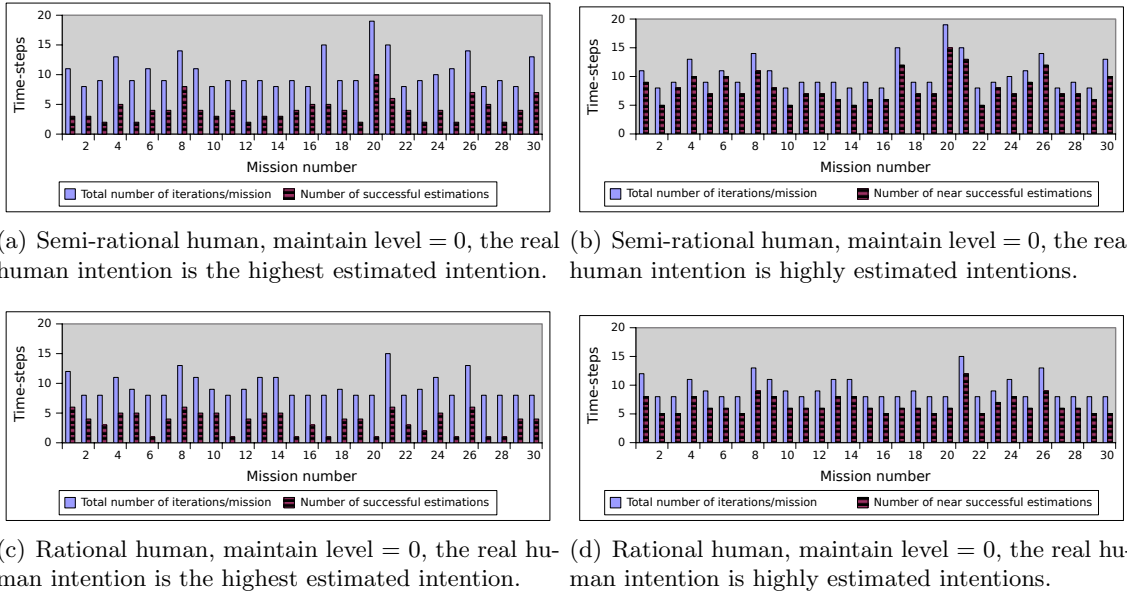 20
15
10
5
0
Time-steps
2 4 6 8 10 12 14 16 18 20 22 24 26 28 30
Mission number
Total number of iterations/mission Number of successful estimations
(a) Semi-rational human, maintain level = 0, the real
human intention is the highest estimated intention.
20
15
10
5
0
Time-steps
2 4 6 8 10 12 14 16 18 20 22 24 26 28 30
Mission number
Total number of iterations/mission Number of near successful estimations
(b) Semi-rational human, maintain level = 0, the rea
human intention is highly estimated intentions.
20
15
10
5
0
Time-steps
2 4 6 8 10 12 14 16 18 20 22 24 26 28 30
Mission number
Total number of iterations/mission Number of successful estimations
(c) Rational human, maintain level = 0, the real hu-
man intention is the highest estimated intention.
20
15
10
5
0
Time-steps
2 4 6 8 10 12 14 16 18 20 22 24 26 28 30
Mission number
Total number of iterations/mission Number of near successful estimations
(d) Rational human, maintain level = 0, the real hu-
man intention is highly estimated intentions.